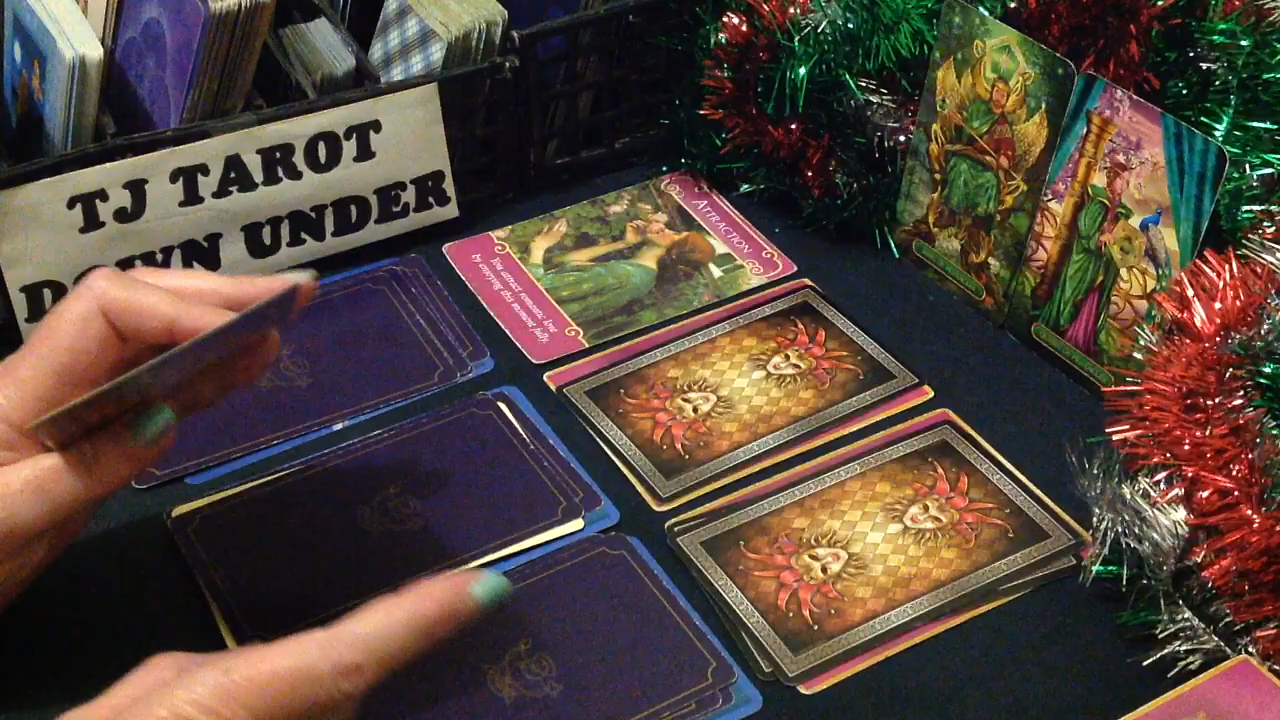 TJ TAROT
DOWN UNDER
ATTRACTION
You attract romantic love
by enjoying this moment fully.